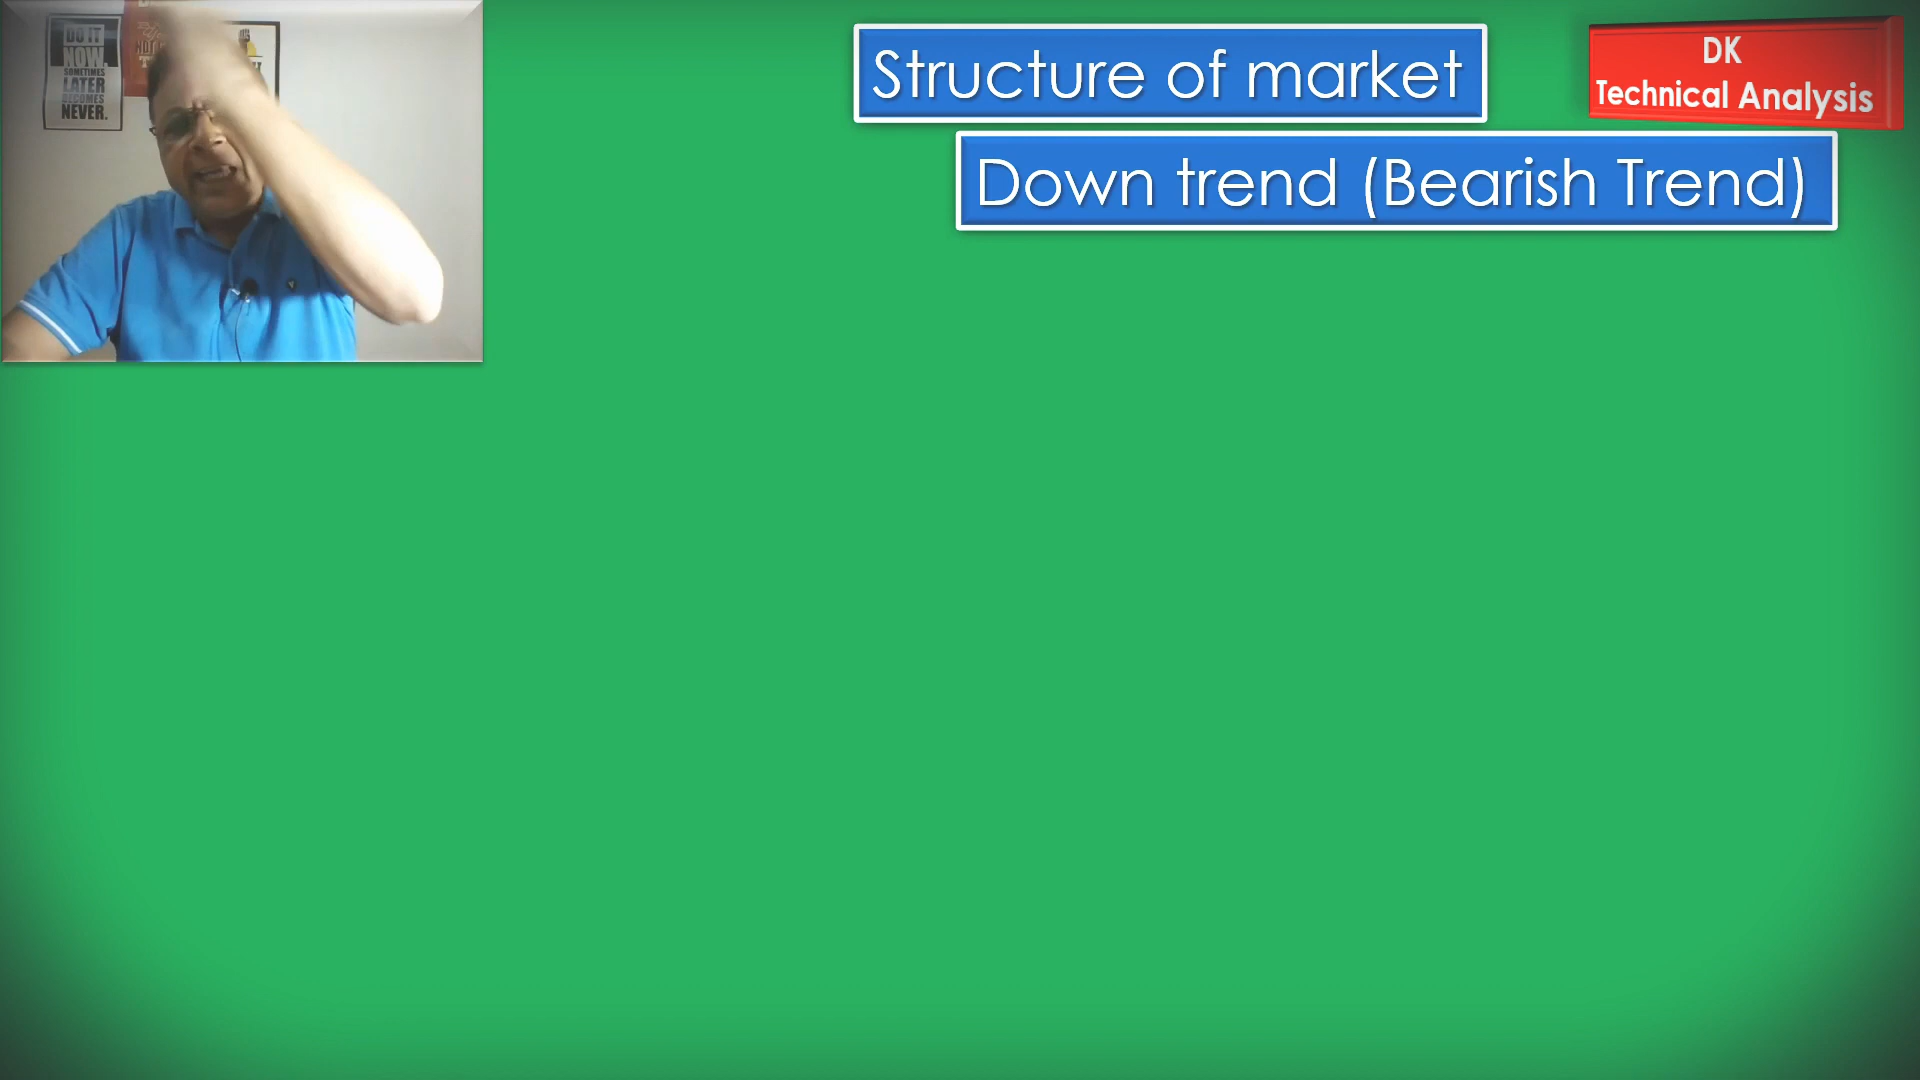 DO IT
NOW.
SOMETIMES
LATER
BECOMES
NEVER.
Structure of market
DK
Technical Analysis
Down trend (Bearish Trend)